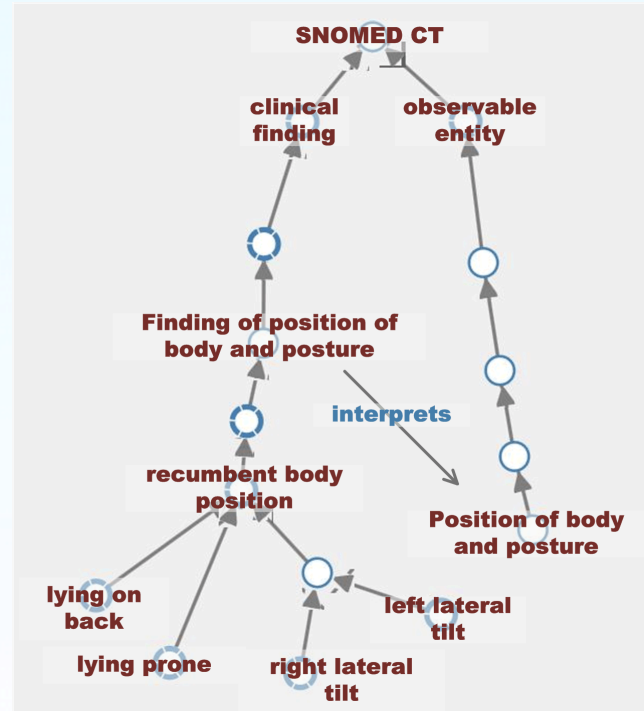 SNOMED CT
clinical
finding
observable
entity
Finding of position of
body and posture
interprets
recumbent body
position
Position of body
and posture
lying on
back
left lateral
tilt
lying prone
right lateral
tilt